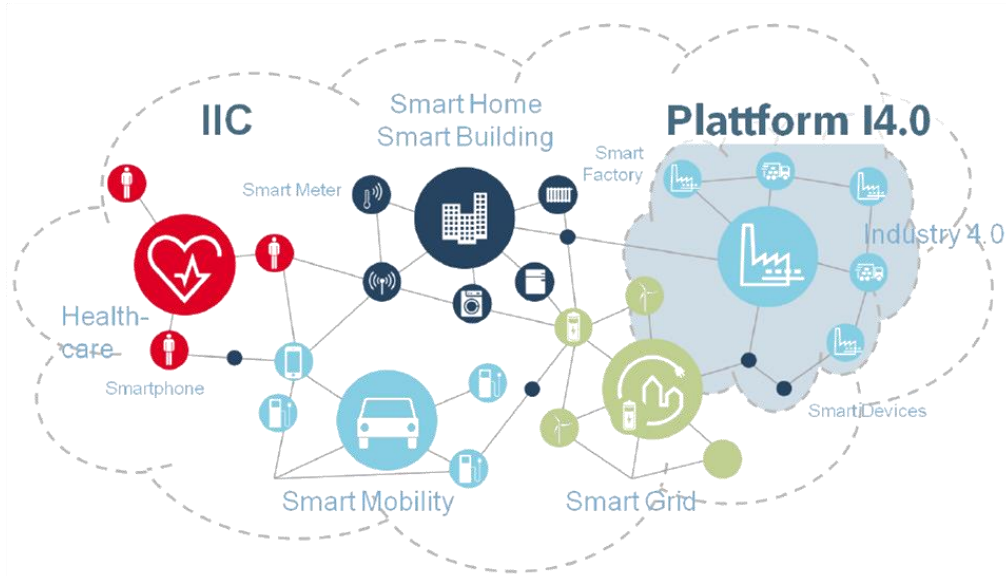 IIC
Smart Home
Smart Building
Plattform I4.0
Smart
Factory
Smart Meter
Industry 4.0
Health-
care
Smartphone
Smart Devices
Smart Mobility
Smart Grid